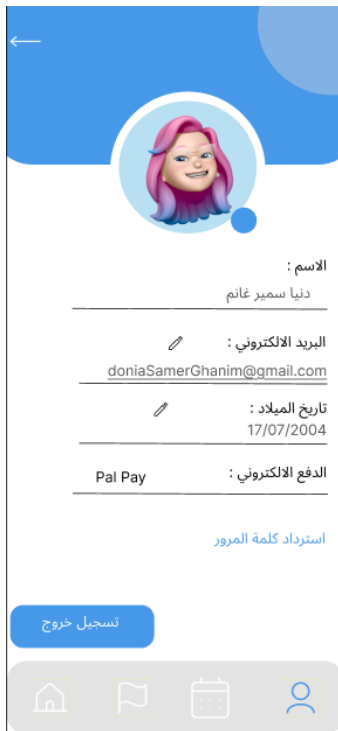 الاسم :
دنيا سمير غانم
البريد الالكتروني :
doniaSamerGhanim@gmail.com
تاريخ الميلاد :
17/07/2004
الدفع الالكتروني : Pal Pay
استرداد كلمة المرور
تسجيل خروج